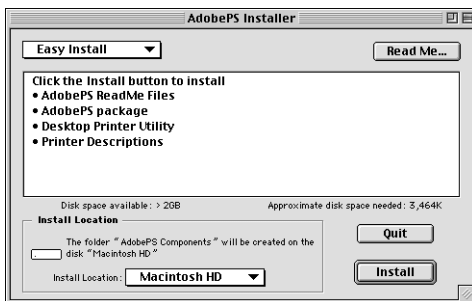 AdobePS Installer
Easy Install
Read Me...
Click the Install button to install
• AdobePS ReadMe Files
• AdobePS package
• Desktop Printer Utility
• Printer Descriptions
Disk space available: > 2GB
Approximate disk space needed: 3,464K
Install Location
The folder "AdobePS Components" will be created on the
disk "Macintosh HD"
Install Location: Macintosh HD
Quit
Install